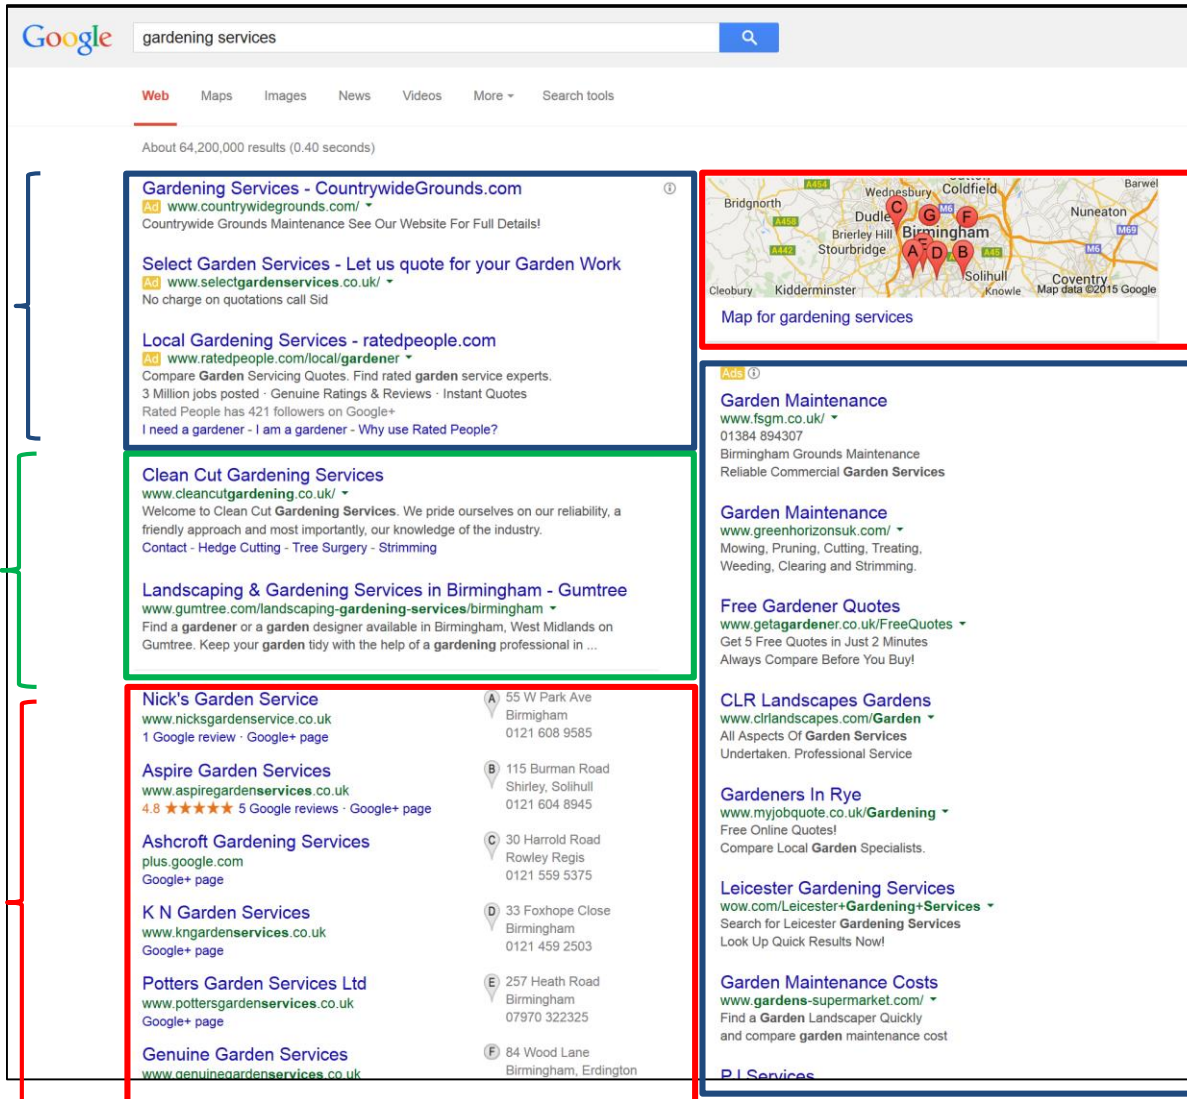 Google
gardening services
Web Maps Images News Videos More Search tools
About 64,200,000 results (0.40 seconds)
Gardening Services - CountrywideGrounds.com
Ad www.countrywidegrounds.com/
Countrywide Grounds Maintenance See Our Website For Full Details!
Select Garden Services - Let us quote for your Garden Work
Ad www.selectgardenservices.co.uk/
No charge on quotations call Sid
Local Gardening Services - ratedpeople.com
Ad www.ratedpeople.com/local/gardener
Compare Garden Servicing Quotes. Find rated garden service experts.
3 Million jobs posted · Genuine Ratings & Reviews · Instant Quotes
Rated People has 421 followers on Google+
I need a gardener - I am a gardener - Why use Rated People?
Clean Cut Gardening Services
www.cleancutgardening.co.uk/
Welcome to Clean Cut Gardening Services. We pride ourselves on our reliability, a
friendly approach and most importantly, our knowledge of the industry.
Contact - Hedge Cutting - Tree Surgery - Strimming
Landscaping & Gardening Services in Birmingham - Gumtree
www.gumtree.com/landscaping-gardening-services/birmingham
Find a gardener or a garden designer available in Birmingham, West Midlands on
Gumtree. Keep your garden tidy with the help of a gardening professional in ...
Nick's Garden Service
www.nicksgardenservice.co.uk
1 Google review · Google+ page
A 55 W Park Ave
Birmigham
0121 608 9585
Aspire Garden Services
www.aspiregardenservices.co.uk
4.8 ★★★★★ 5 Google reviews · Google+ page
B 115 Burman Road
Shirley, Solihull
0121 604 8945
Ashcroft Gardening Services
plus.google.com
Google+ page
C 30 Harrold Road
Rowley Regis
0121 559 5375
K N Garden Services
www.kngardenservices.co.uk
Google+ page
D 33 Foxhope Close
Birmingham
0121 459 2503
Potters Garden Services Ltd
www.pottersgardenservices.co.uk
Google+ page
E 257 Heath Road
Birmingham
07970 322325
Genuine Garden Services
www.genuinegardenservices.co.uk
F 84 Wood Lane
Birmingham, Erdington
A454 Wednesbury Coldfield Barwel
Bridgnorth C G M6 F Nuneaton
A458 Dudley M69
Brierley Hill Birmingham
A442 Stourbridge A E D B A45 M6
Solihull Coventry
Cleobury Kidderminster Knowle Map data ©2015 Google
Map for gardening services
Ads
Garden Maintenance
www.fsgm.co.uk/
01384 894307
Birmingham Grounds Maintenance
Reliable Commercial Garden Services
Garden Maintenance
www.greenhorizonsuk.com/
Mowing, Pruning, Cutting, Treating,
Weeding, Clearing and Strimming.
Free Gardener Quotes
www.getagardener.co.uk/FreeQuotes
Get 5 Free Quotes in Just 2 Minutes
Always Compare Before You Buy!
CLR Landscapes Gardens
www.clrlandscapes.com/Garden
All Aspects Of Garden Services
Undertaken. Professional Service
Gardeners In Rye
www.myjobquote.co.uk/Gardening
Free Online Quotes!
Compare Local Garden Specialists.
Leicester Gardening Services
wow.com/Leicester+Gardening+Services
Search for Leicester Gardening Services
Look Up Quick Results Now!
Garden Maintenance Costs
www.gardens-supermarket.com/
Find a Garden Landscaper Quickly
and compare garden maintenance cost
P J Services